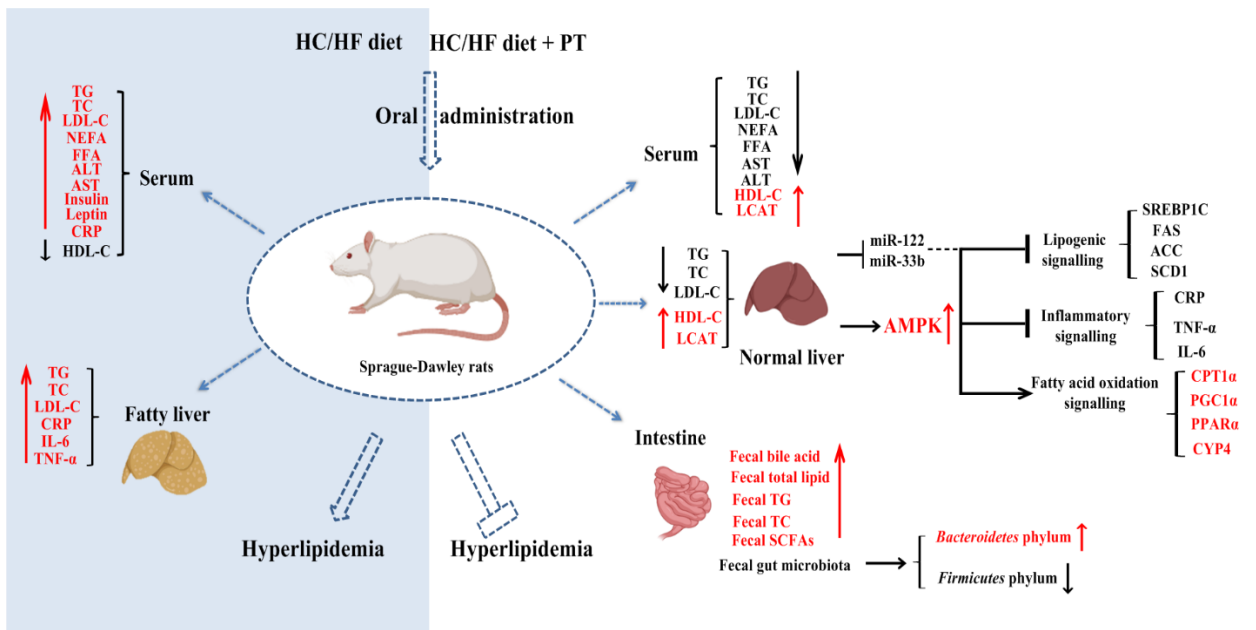 HC/HF diet
HC/HF diet + PT
Oral administration
TG
TC
LDL-C
NEFA
FFA
ALT
AST
Insulin
Leptin
CRP
HDL-C
Serum
TG
TC
LDL-C
CRP
IL-6
TNF-α
Fatty liver
Sprague-Dawley rats
Hyperlipidemia
Hyperlipidemia
Serum
TG
TC
LDL-C
NEFA
FFA
AST
ALT
HDL-C
LCAT
TG
TC
LDL-C
HDL-C
LCAT
Normal liver
miR-122
miR-33b
AMPK
Lipogenic
signalling
SREBP1C
FAS
ACC
SCD1
Inflammatory
signalling
CRP
TNF-α
IL-6
Fatty acid oxidation
signalling
CPT1α
PGC1α
PPARα
CYP4
Intestine
Fecal bile acid
Fecal total lipid
Fecal TG
Fecal TC
Fecal SCFAs
Fecal gut microbiota
Bacteroidetes phylum
Firmicutes phylum